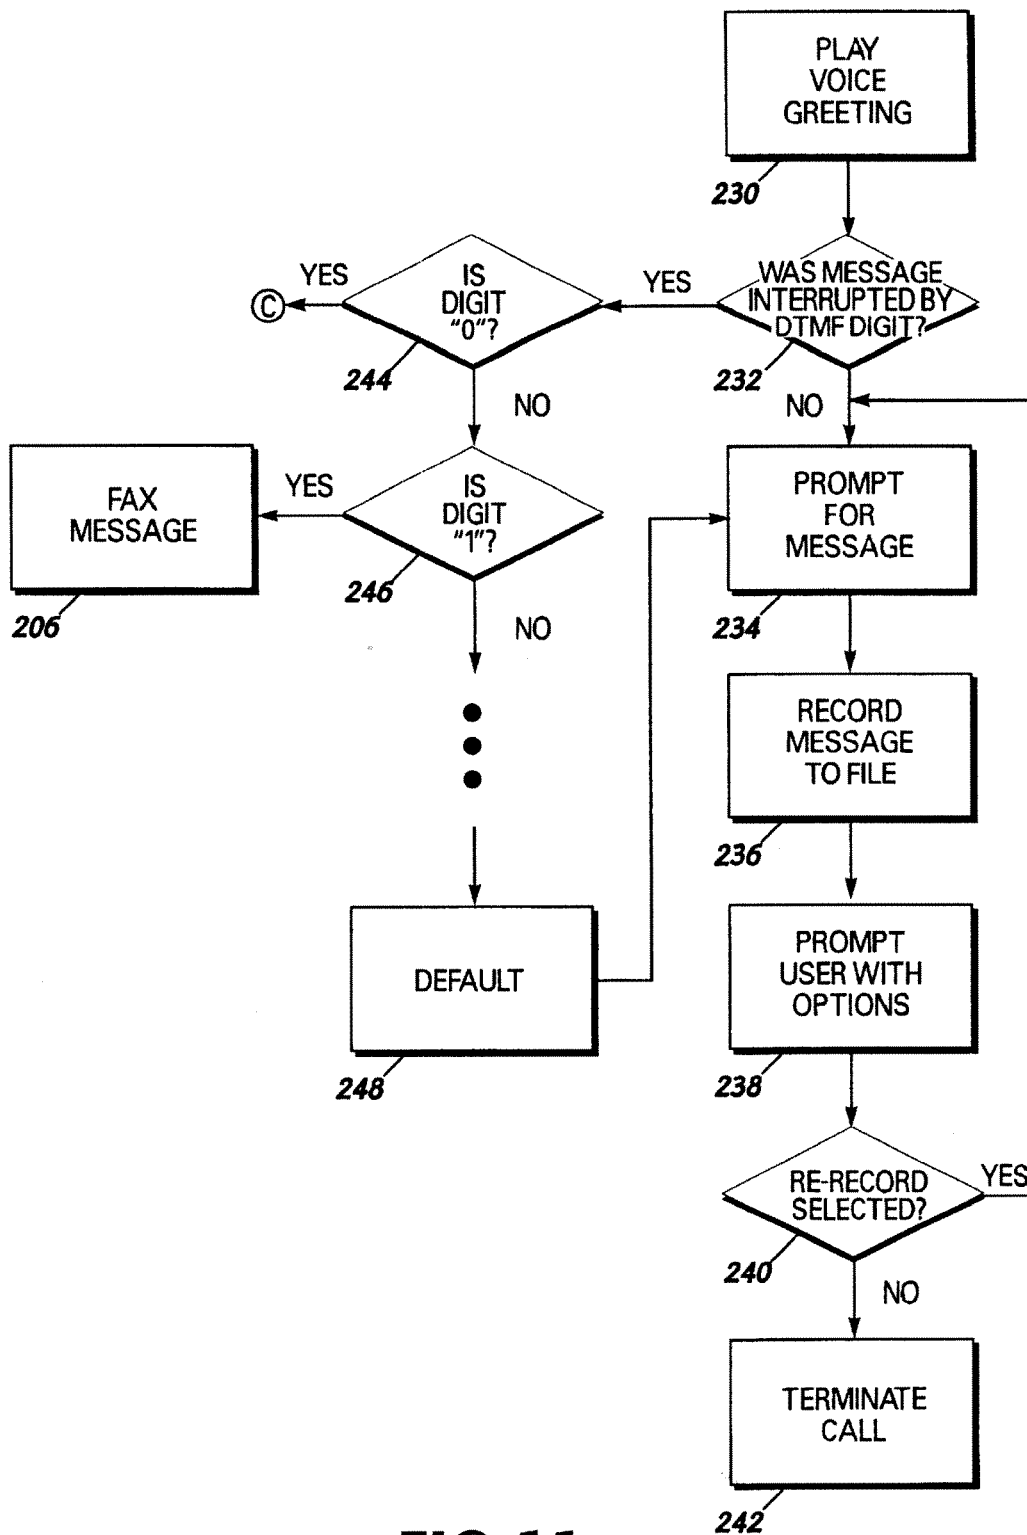 PLAY
VOICE
GREETING
230
WAS MESSAGE
INTERRUPTED BY
DTMF DIGIT?
232
YES
IS
DIGIT
"0"?
244
YES
C
NO
NO
IS
DIGIT
"1"?
246
YES
FAX
MESSAGE
206
NO
PROMPT
FOR
MESSAGE
234
RECORD
MESSAGE
TO FILE
236
DEFAULT
248
PROMPT
USER WITH
OPTIONS
238
RE-RECORD
SELECTED?
240
YES
NO
TERMINATE
CALL
242